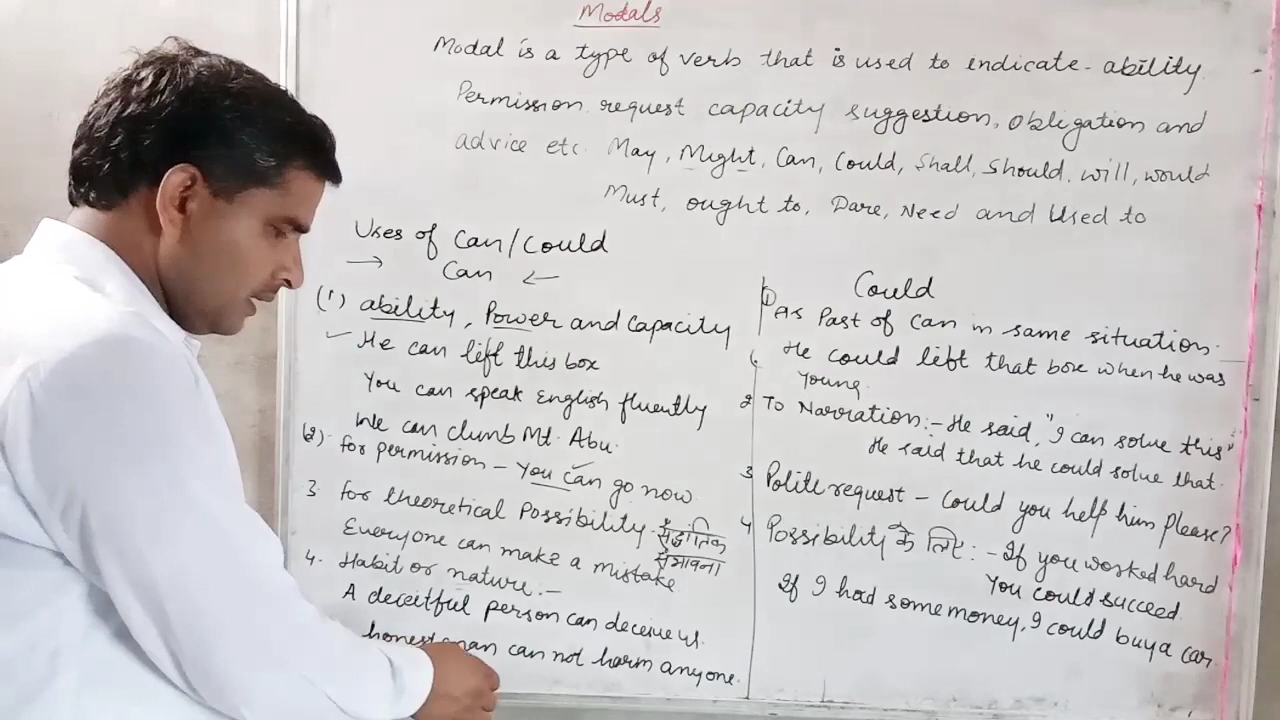 Modals
Modal is a type of verb that is used to indicate - ability
Permission request capacity suggestion, obligation and
advice etc. May, Might, Can, Could, Shall, Should, will, would
Must, ought to, Dare, Need and Used to
Uses of Can/Could
→ Can ←
(1) ability, Power and Capacity
✓ He can left this box
You can speak English fluently
We can climb Mt. Abu.
(2) for permission - You can go now.
3. for theoretical Possibility. सैद्धांतिक
संभावना
Everyone can make a mistake
4. Habit or nature:-
A deceitful person can deceive us.
honest man can not harm anyone.
Could
1) As Past of Can in same situation.
He could left that box when he was
Young.
2 To Narration:- He said, "I can solve this"
He said that he could solve that.
3 Polite request - Could you help him please?
4 Possibility के लिए:- If you worked hard
You could succeed.
If I had some money, I could buy a car.